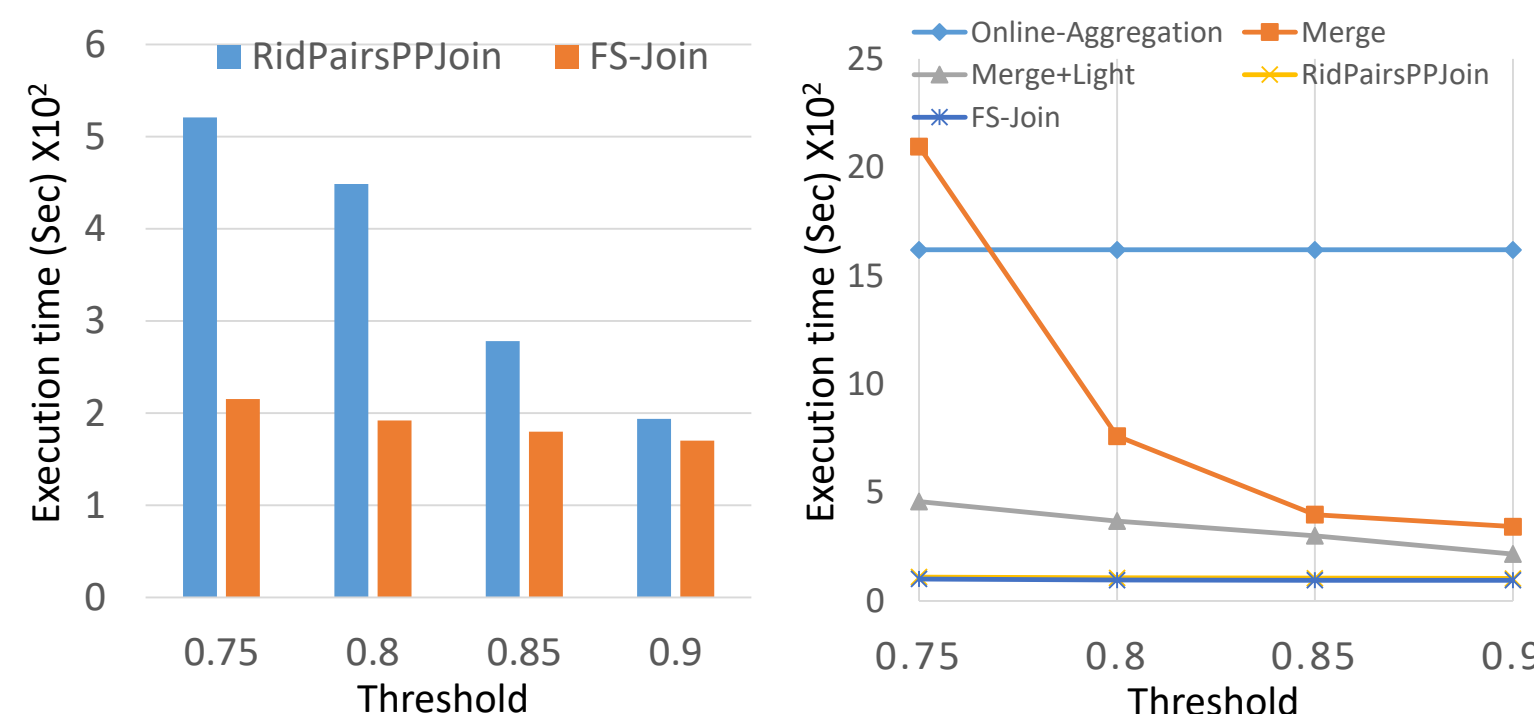 RidPairsPPJoin FS-Join
Execution time (Sec) X10²
6
5
4
3
2
1
0
0.75 0.8 0.85 0.9
Threshold
Online-Aggregation Merge
Merge+Light RidPairsPPJoin
FS-Join
Execution time (Sec) X10²
25
20
15
10
5
0
0.75 0.8 0.85 0.9
Threshold